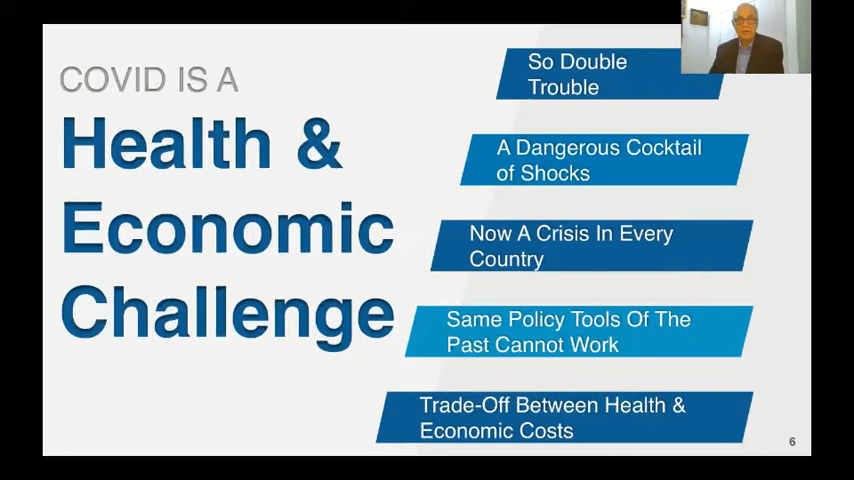 COVID IS A
Health &
Economic
Challenge
So Double
Trouble
A Dangerous Cocktail
of Shocks
Now A Crisis In Every
Country
Same Policy Tools Of The
Past Cannot Work
Trade-Off Between Health &
Economic Costs
6